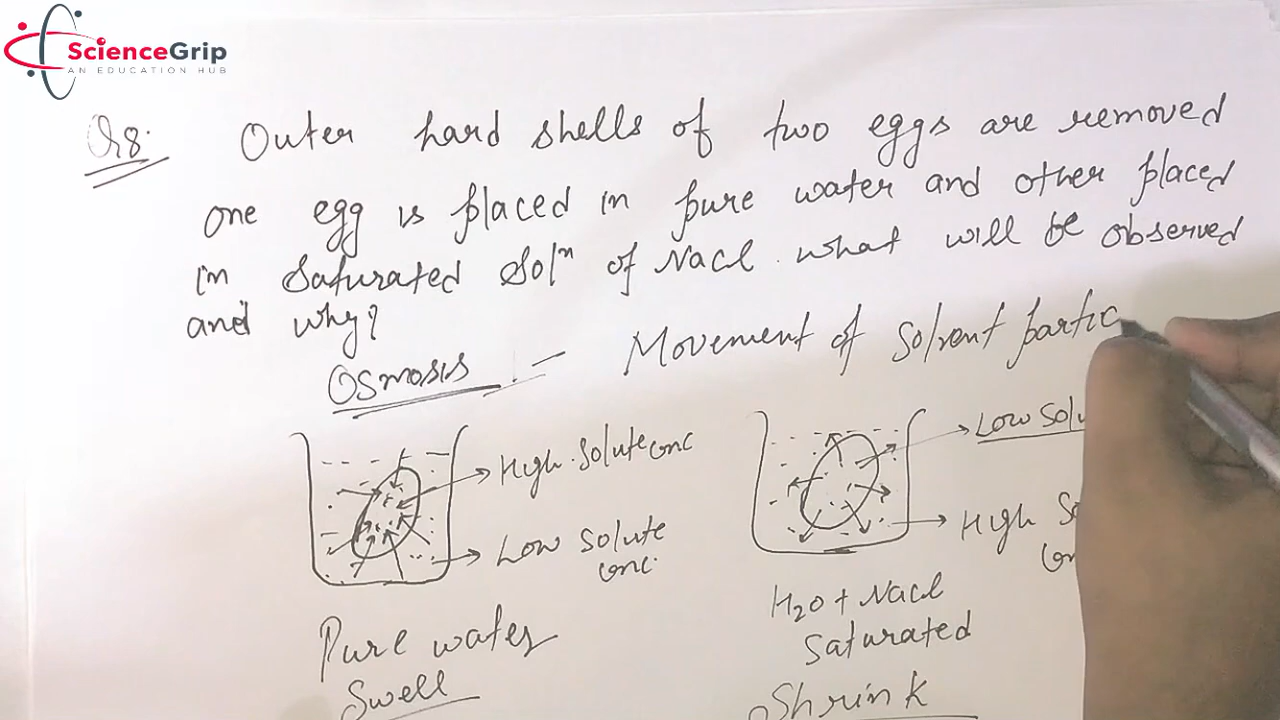 ScienceGrip
AN EDUCATION HUB
Q8. Outer hard shells of two eggs are removed
one egg is placed in pure water and other placed
in saturated Solⁿ of NaCl. what will be observed
and why?
Osmosis - Movement of Solvent partic
High Solute conc
Low Solute
conc.
Low Solu
High So
Con
Pure water
Swell
H₂O + NaCl
Saturated
Shrink